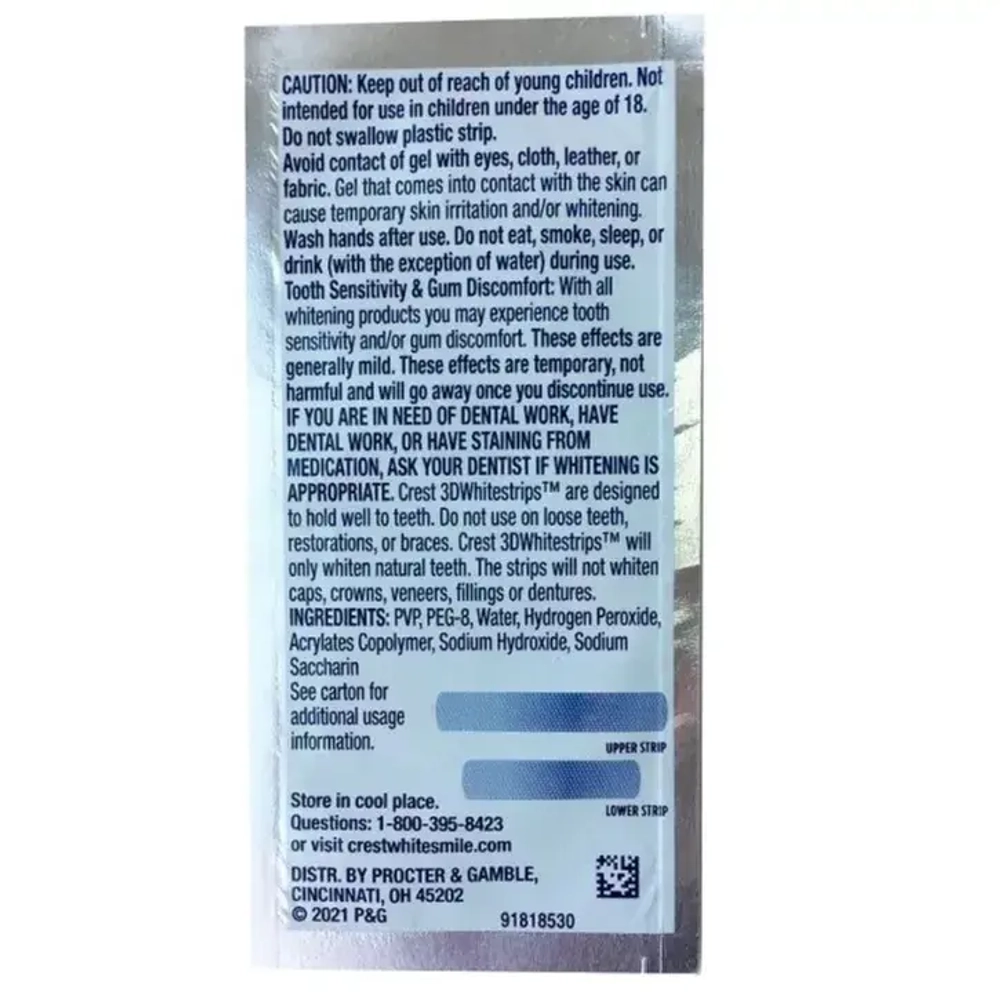 CAUTION: Keep out of reach of young children. Not
intended for use in children under the age of 18.
Do not swallow plastic strip.
Avoid contact of gel with eyes, cloth, leather, or
fabric. Gel that comes into contact with the skin can
cause temporary skin irritation and/or whitening.
Wash hands after use. Do not eat, smoke, sleep, or
drink (with the exception of water) during use.
Tooth Sensitivity & Gum Discomfort: With all
whitening products you may experience tooth
sensitivity and/or gum discomfort. These effects are
generally mild. These effects are temporary, not
harmful and will go away once you discontinue use.
IF YOU ARE IN NEED OF DENTAL WORK, HAVE
DENTAL WORK, OR HAVE STAINING FROM
MEDICATION, ASK YOUR DENTIST IF WHITENING IS
APPROPRIATE. Crest 3DWhitestrips™ are designed
to hold well to teeth. Do not use on loose teeth,
restorations, or braces. Crest 3DWhitestrips™ will
only whiten natural teeth. The strips will not whiten
caps, crowns, veneers, fillings or dentures.
INGREDIENTS: PVP, PEG-8, Water, Hydrogen Peroxide,
Acrylates Copolymer, Sodium Hydroxide, Sodium
Saccharin
See carton for
additional usage
information.
UPPER STRIP
LOWER STRIP
Store in cool place.
Questions: 1-800-395-8423
or visit crestwhitesmile.com
DISTR. BY PROCTER & GAMBLE,
CINCINNATI, OH 45202
© 2021 P&G
91818530